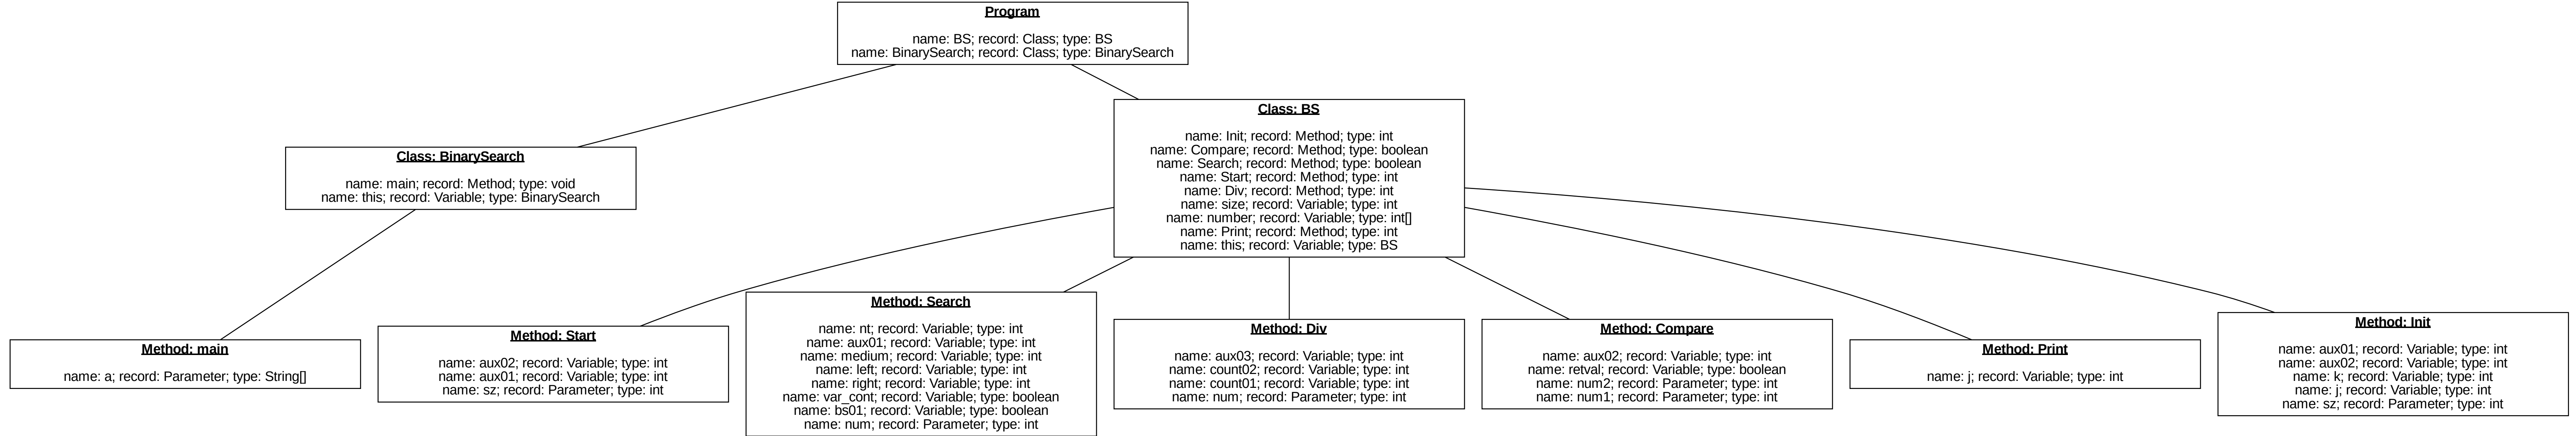 Program
name: BS; record: Class; type: BS
name: BinarySearch; record: Class; type: BinarySearch
Class: BS
name: Init; record: Method; type: int
name: Compare; record: Method; type: boolean
name: Search; record: Method; type: boolean
name: Start; record: Method; type: int
name: Div; record: Method; type: int
name: size; record: Variable; type: int
name: number; record: Variable; type: int[]
name: Print; record: Method; type: int
name: this; record: Variable; type: BS
Class: BinarySearch
name: main; record: Method; type: void
name: this; record: Variable; type: BinarySearch
Method: main
name: a; record: Parameter; type: String[]
Method: Start
name: aux02; record: Variable; type: int
name: aux01; record: Variable; type: int
name: sz; record: Parameter; type: int
Method: Search
name: nt; record: Variable; type: int
name: aux01; record: Variable; type: int
name: medium; record: Variable; type: int
name: left; record: Variable; type: int
name: right; record: Variable; type: int
name: var_cont; record: Variable; type: boolean
name: bs01; record: Variable; type: boolean
name: num; record: Parameter; type: int
Method: Div
name: aux03; record: Variable; type: int
name: count02; record: Variable; type: int
name: count01; record: Variable; type: int
name: num; record: Parameter; type: int
Method: Compare
name: aux02; record: Variable; type: int
name: retval; record: Variable; type: boolean
name: num2; record: Parameter; type: int
name: num1; record: Parameter; type: int
Method: Print
name: j; record: Variable; type: int
Method: Init
name: aux01; record: Variable; type: int
name: aux02; record: Variable; type: int
name: k; record: Variable; type: int
name: j; record: Variable; type: int
name: sz; record: Parameter; type: int